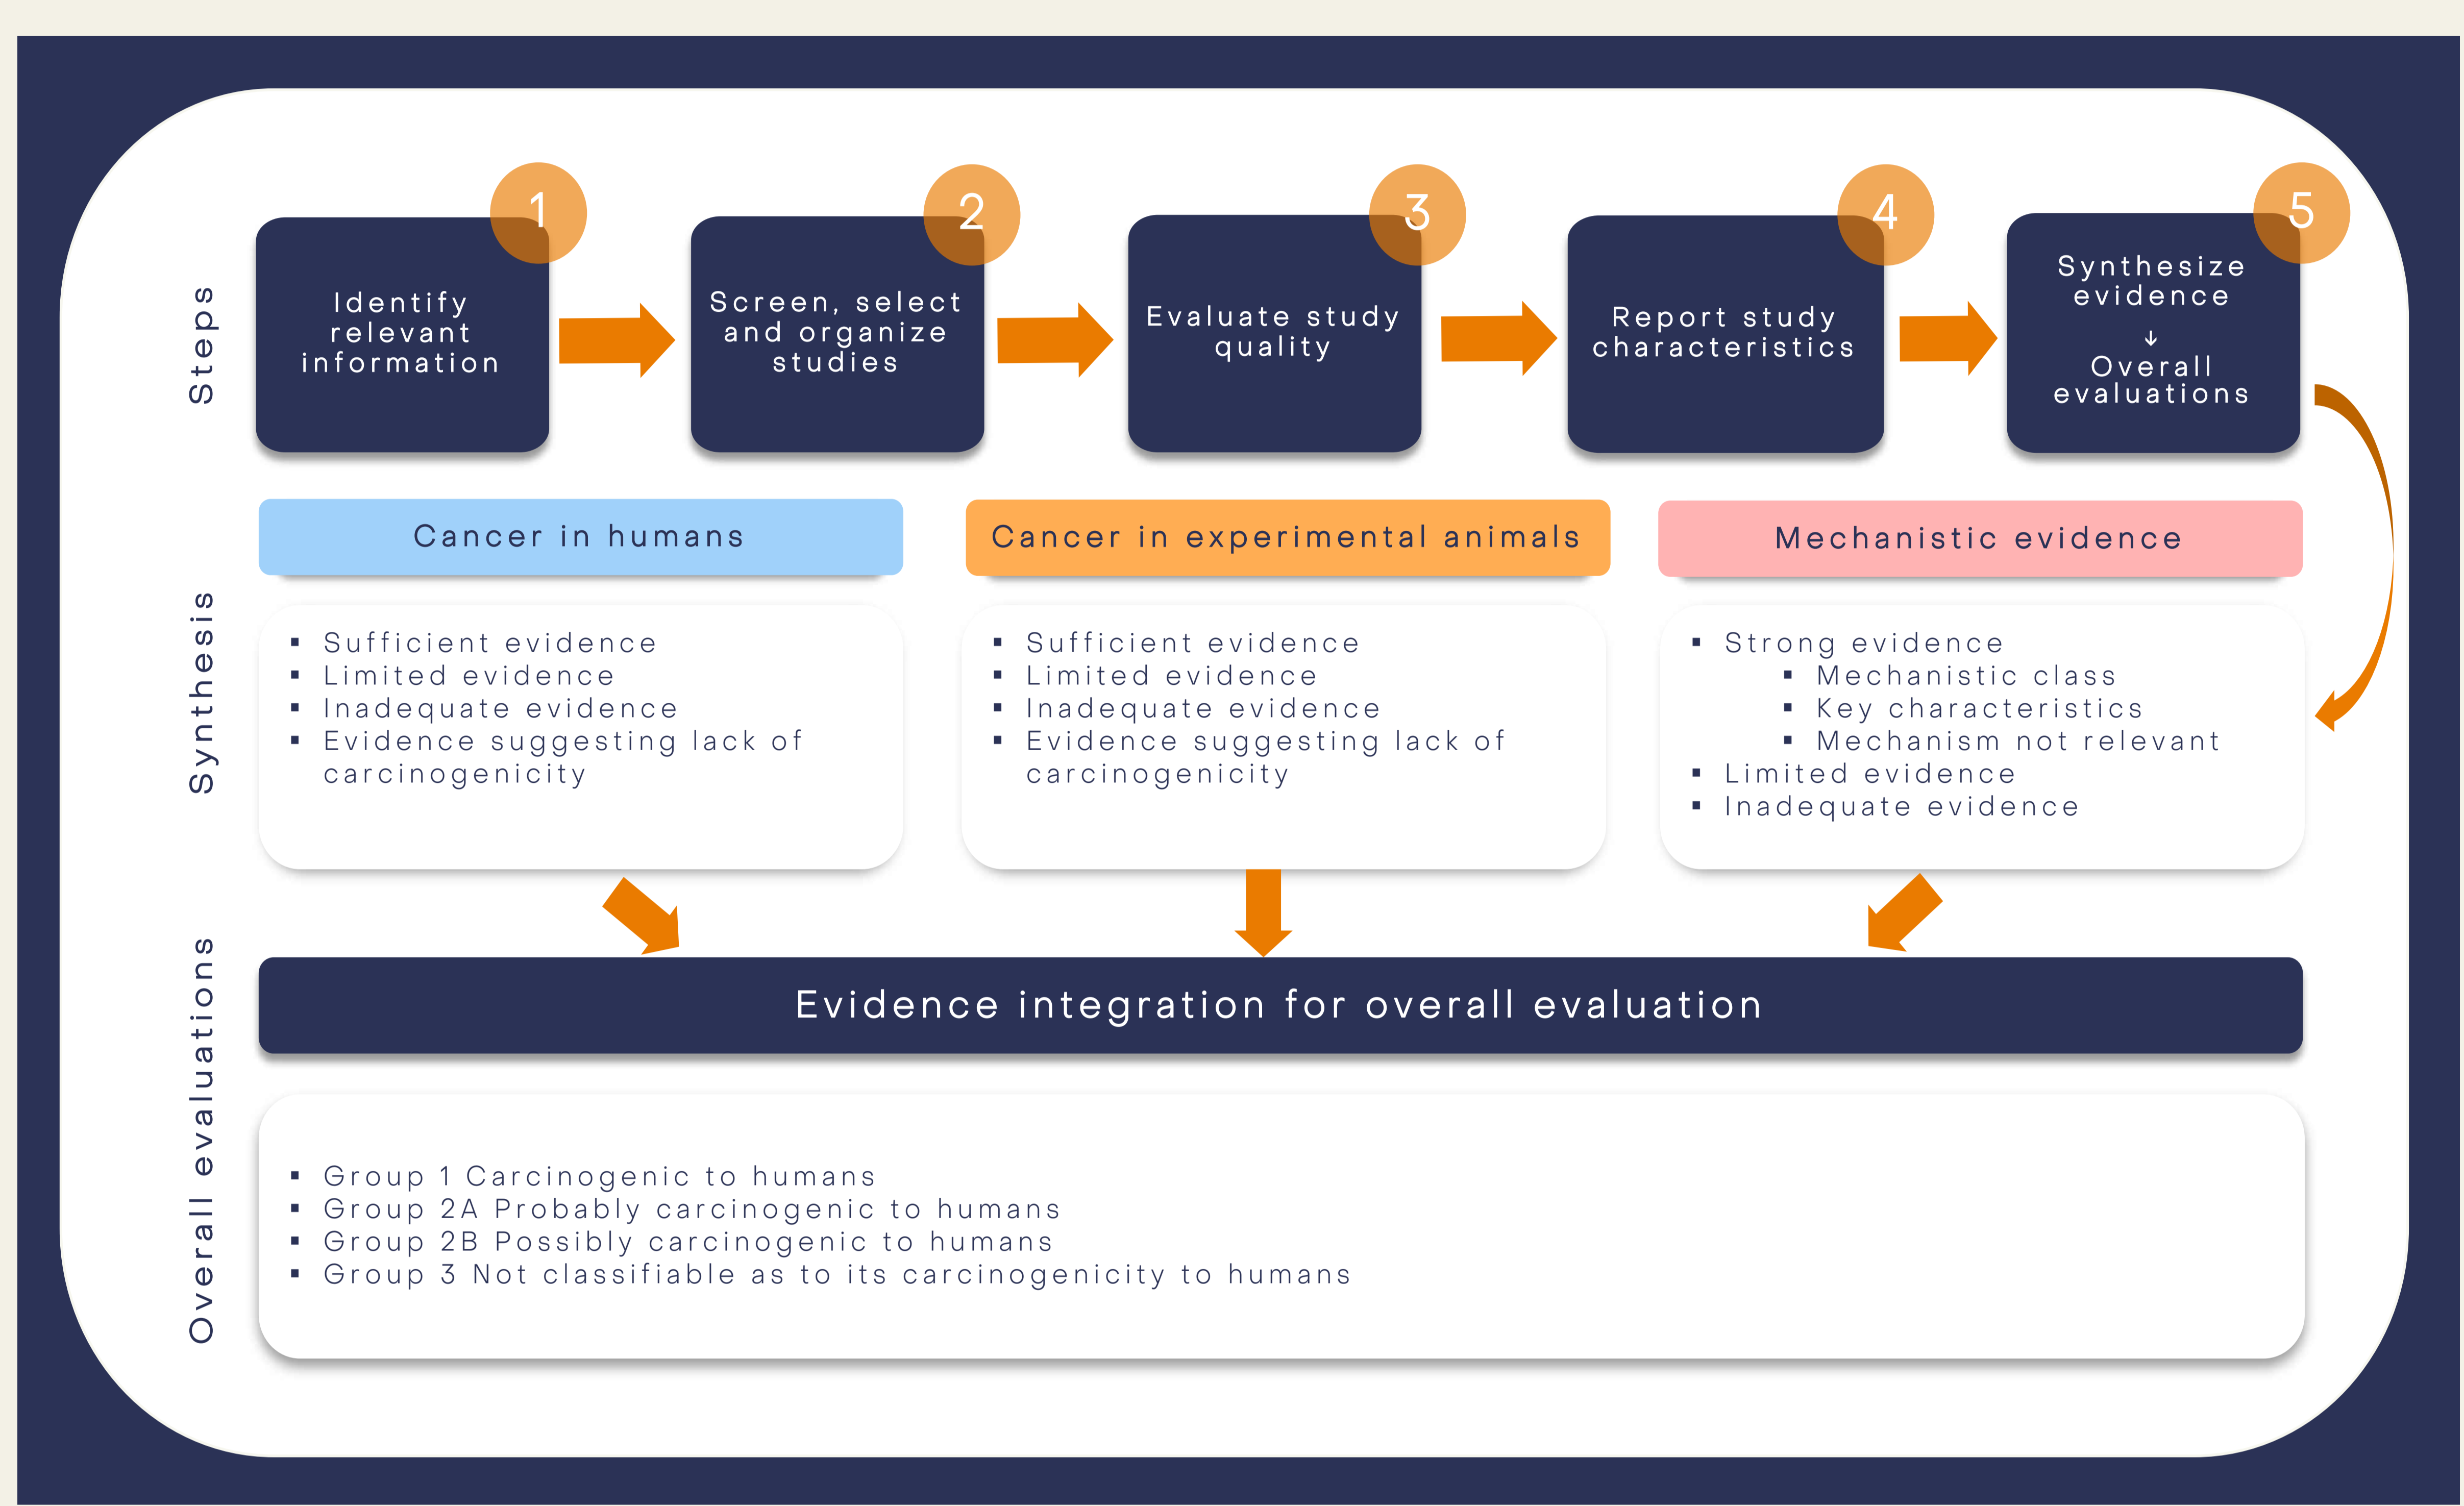 Steps
1
Identify
relevant
information
2
Screen, select
and organize
studies
3
Evaluate study
quality
4
Report study
characteristics
5
Synthesize
evidence
↓
Overall
evaluations
Synthesis
Cancer in humans
▪ Sufficient evidence
▪ Limited evidence
▪ Inadequate evidence
▪ Evidence suggesting lack of
carcinogenicity
Cancer in experimental animals
▪ Sufficient evidence
▪ Limited evidence
▪ Inadequate evidence
▪ Evidence suggesting lack of
carcinogenicity
Mechanistic evidence
▪ Strong evidence
▪ Mechanistic class
▪ Key characteristics
▪ Mechanism not relevant
▪ Limited evidence
▪ Inadequate evidence
Overall evaluations
Evidence integration for overall evaluation
▪ Group 1 Carcinogenic to humans
▪ Group 2A Probably carcinogenic to humans
▪ Group 2B Possibly carcinogenic to humans
▪ Group 3 Not classifiable as to its carcinogenicity to humans